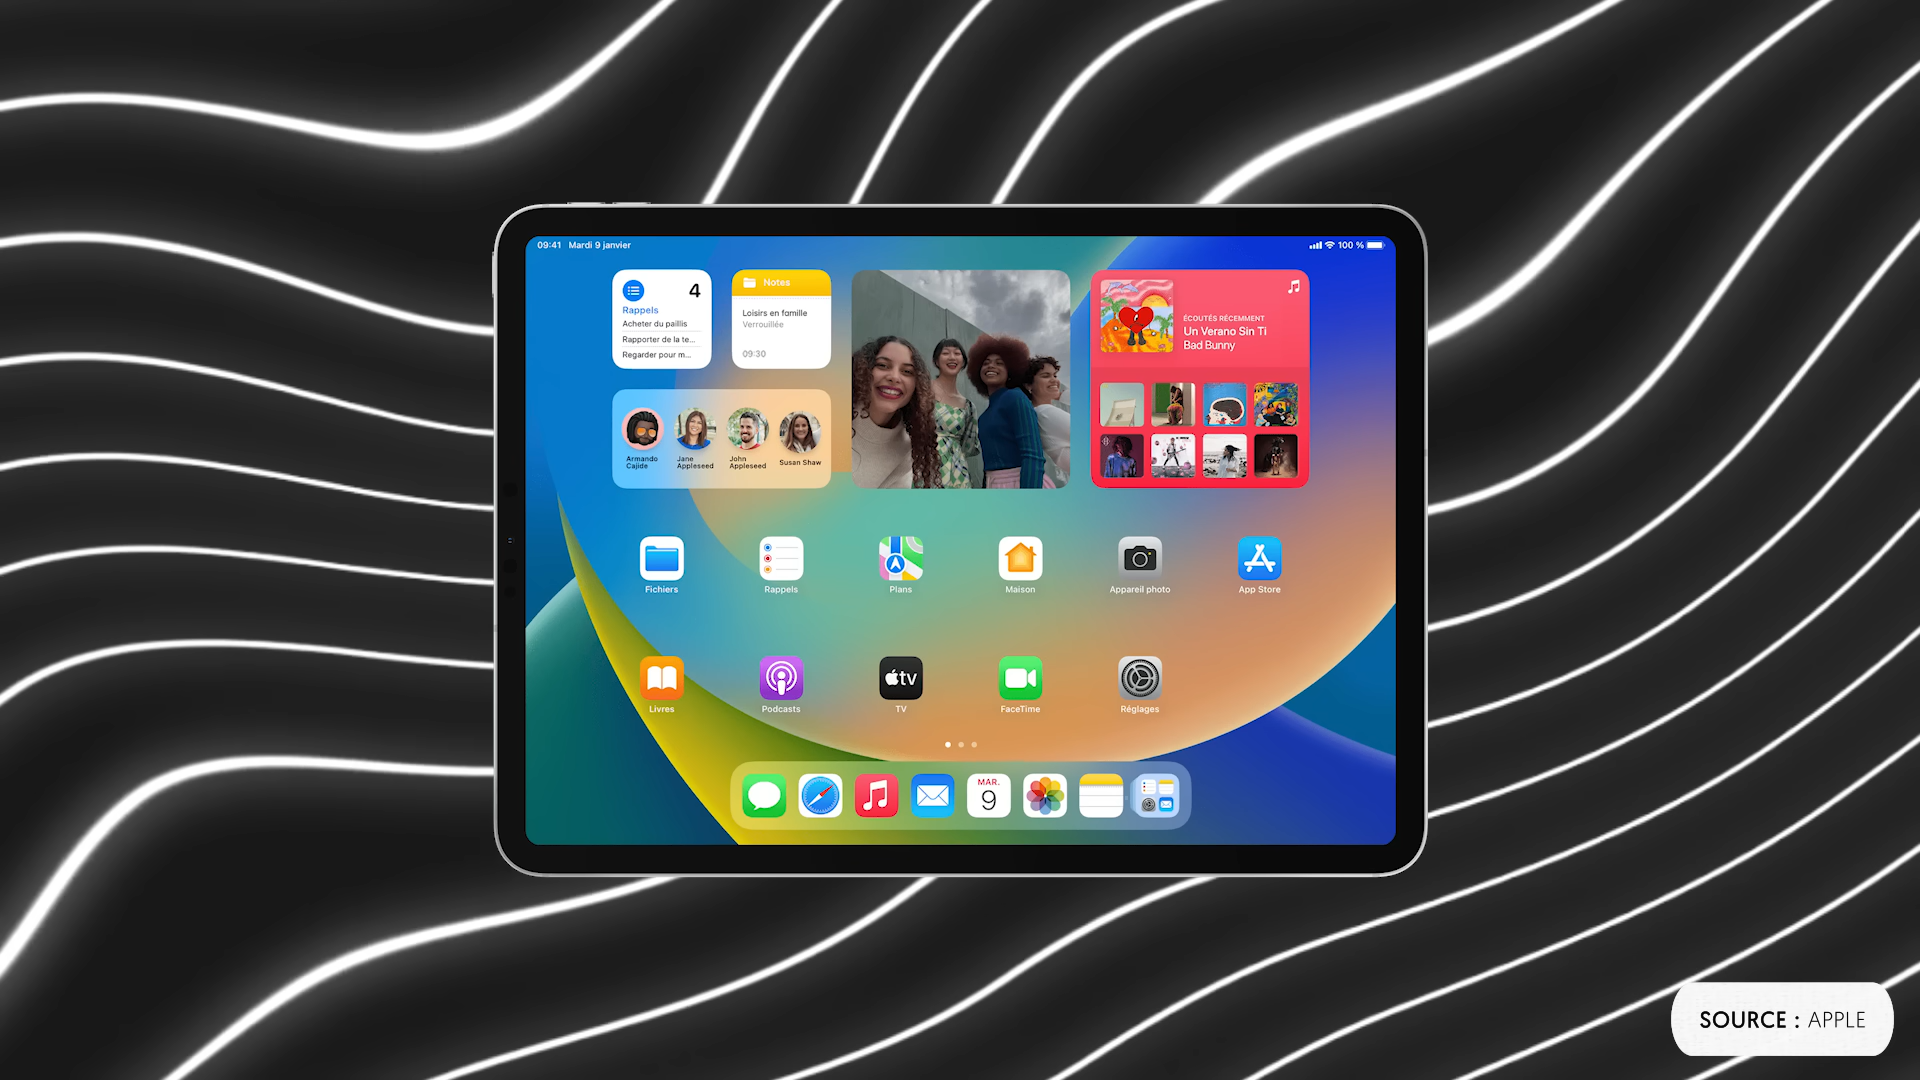 09:41 Mardi 9 janvier
100 %
4
Rappels
Acheter du paillis
Rapporter de la te...
Regarder pour m...
Notes
Loisirs en famille
Verrouillée
09:30
Armando
Cajide
Jane
Appleseed
John
Appleseed
Susan Shaw
ÉCOUTÉS RÉCEMMENT
Un Verano Sin Ti
Bad Bunny
Fichiers
Rappels
Plans
Maison
Appareil photo
App Store
tv
Livres
Podcasts
TV
FaceTime
Réglages
MAR.
9
SOURCE : APPLE